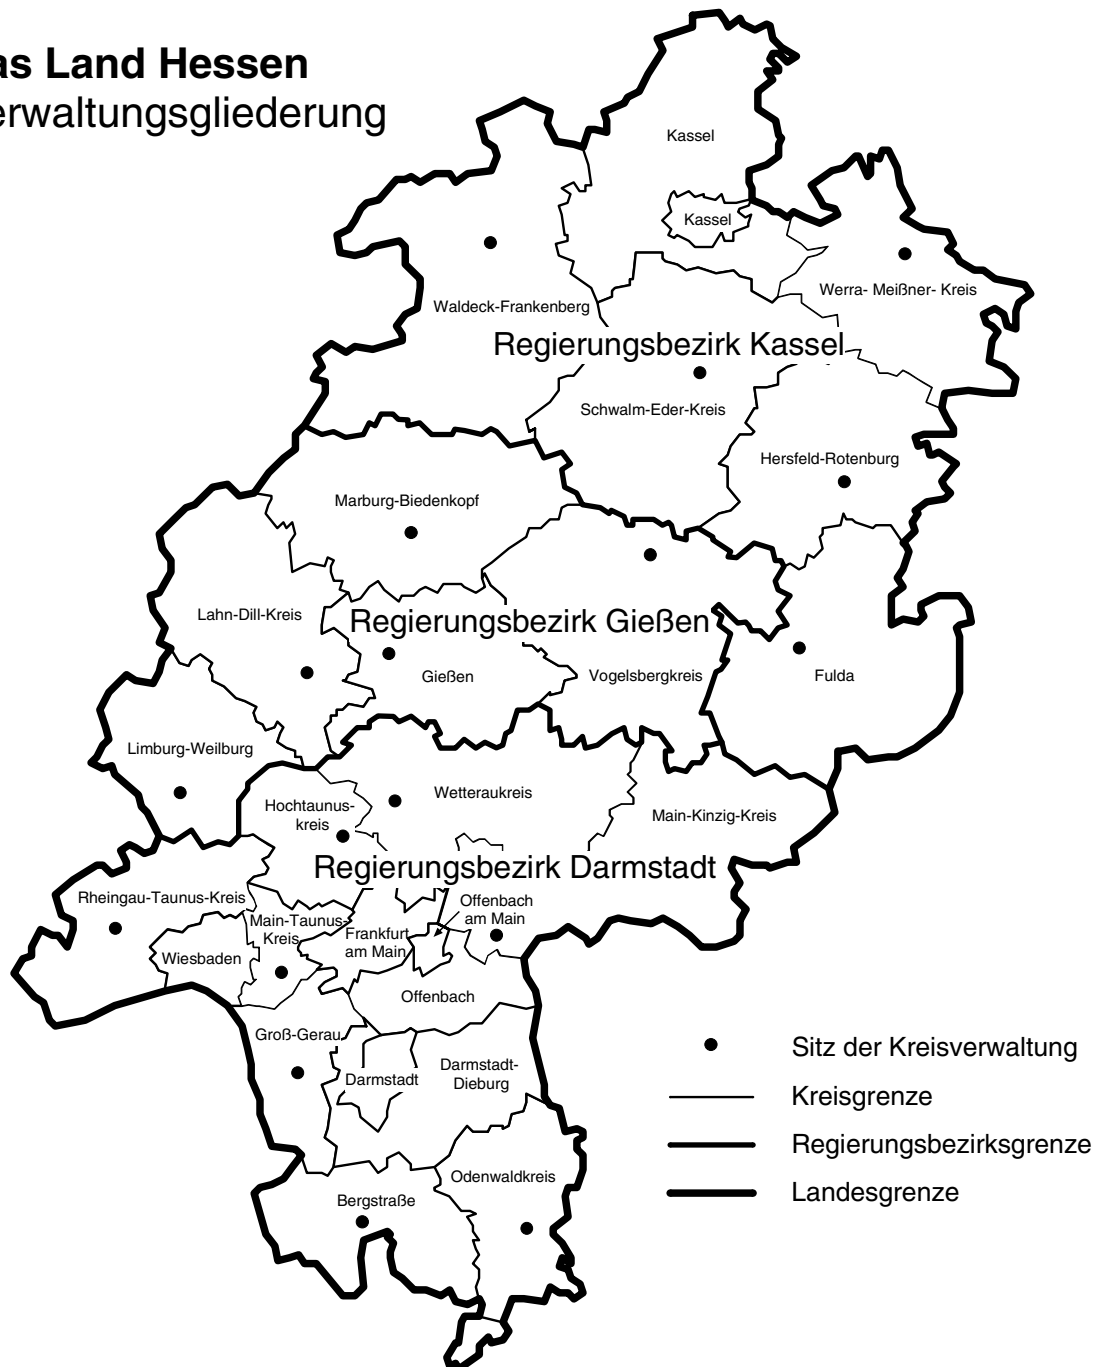 as Land Hessen
erwaltungsgliederung
Kassel
Kassel
Werra- Meißner- Kreis
Waldeck-Frankenberg
Regierungsbezirk Kassel
Schwalm-Eder-Kreis
Hersfeld-Rotenburg
Marburg-Biedenkopf
Lahn-Dill-Kreis
Regierungsbezirk Gießen
Gießen
Vogelsbergkreis
Fulda
Limburg-Weilburg
Wetteraukreis
Hochtaunus-
kreis
Main-Kinzig-Kreis
Regierungsbezirk Darmstadt
Rheingau-Taunus-Kreis
Offenbach
am Main
Main-Taunus-
Kreis
Frankfurt
am Main
Wiesbaden
Offenbach
Groß-Gerau
Darmstadt
Darmstadt-
Dieburg
Odenwaldkreis
Bergstraße
Sitz der Kreisverwaltung
Kreisgrenze
Regierungsbezirksgrenze
Landesgrenze